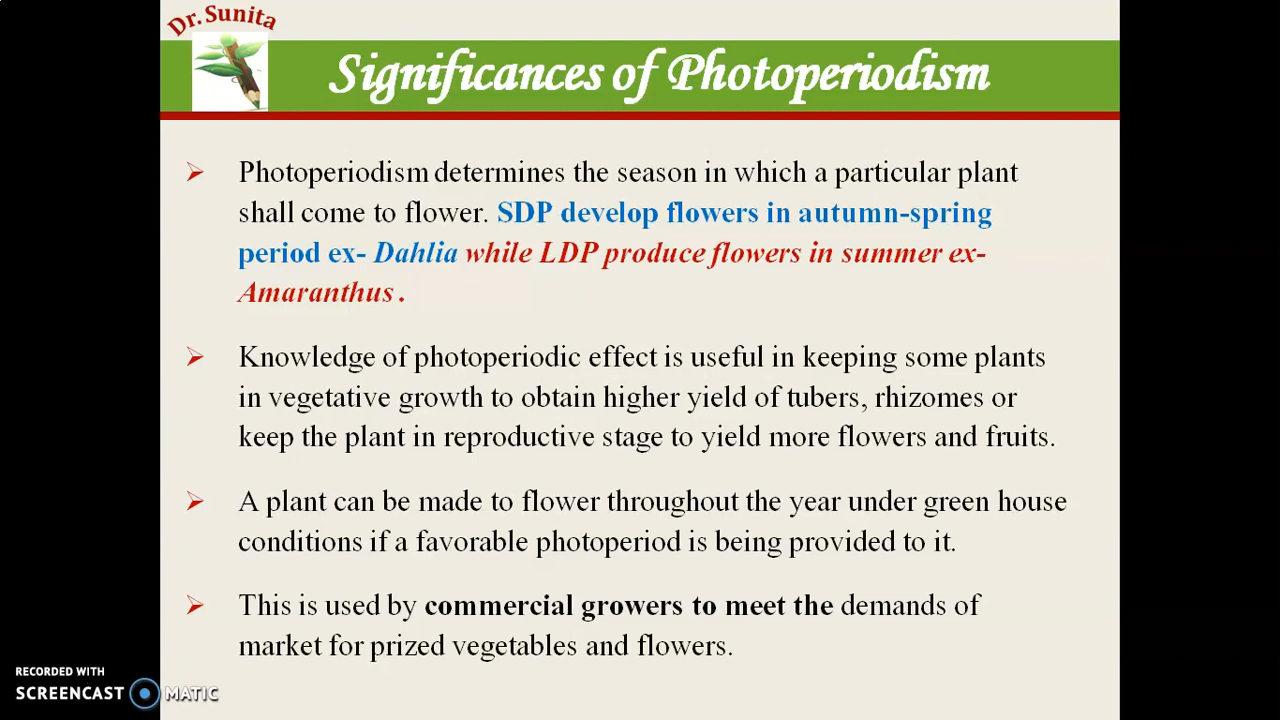 Dr. Sunita
Significances of Photoperiodism
Photoperiodism determines the season in which a particular plant
shall come to flower. SDP develop flowers in autumn-spring
period ex- Dahlia while LDP produce flowers in summer ex-
Amaranthus .
Knowledge of photoperiodic effect is useful in keeping some plants
in vegetative growth to obtain higher yield of tubers, rhizomes or
keep the plant in reproductive stage to yield more flowers and fruits.
A plant can be made to flower throughout the year under green house
conditions if a favorable photoperiod is being provided to it.
This is used by commercial growers to meet the demands of
market for prized vegetables and flowers.
RECORDED WITH
SCREENCAST MATIC